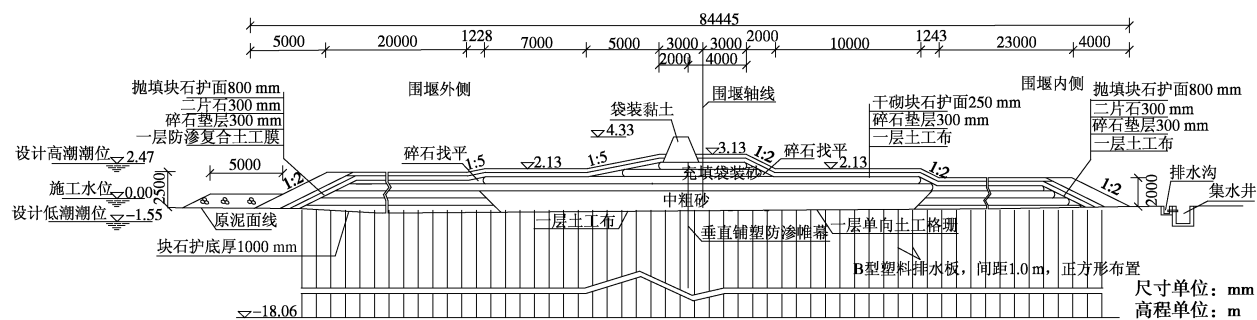 84445
5000 20000 1228 7000 5000 3000 3000 2000 10000 1243 23000 4000
2000 4000
抛填块石护面800 mm
二片石300 mm
碎石垫层300 mm
一层防渗复合土工膜
围堰外侧
袋装黏土
围堰轴线
干砌块石护面250 mm
碎石垫层300 mm
一层土工布
围堰内侧
抛填块石护面800 mm
二片石300 mm
碎石垫层300 mm
一层土工布
4.33
设计高潮潮位 2.47
5000
碎石找平
1:5
2.13
1:5
3.13
1:2
碎石找平
2.13
排水沟
集水井
施工水位 0.00
2500
1:2
充填袋装砂
1:2
1:2
2000
中粗砂
设计低潮潮位 -1.55
原泥面线
一层土工布
一层单向土工格珊
块石护底厚1000 mm
垂直铺塑防渗帷幕
B型塑料排水板，间距1.0 m，正方形布置
尺寸单位：mm
高程单位：m
-18.06